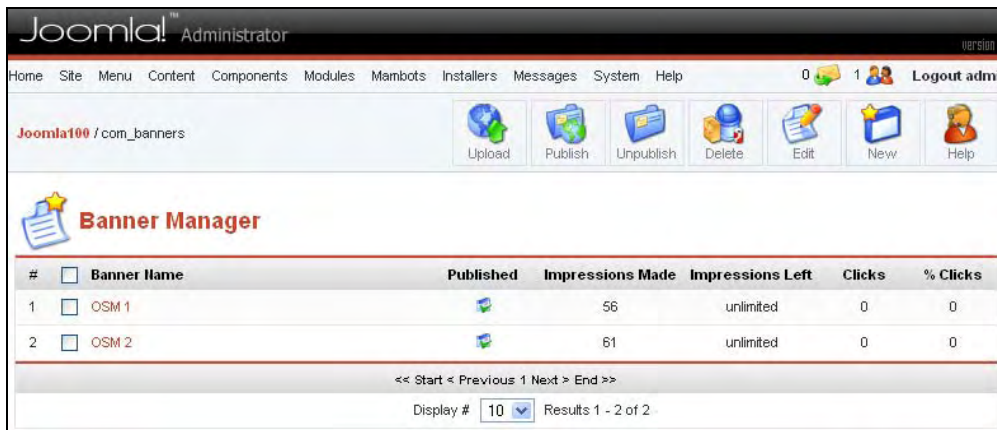 Joomla!™ Administrator
version
Home Site Menu Content Components Modules Mambots Installers Messages System Help 0 1 Logout adm
Joomla100 / com_banners
Upload Publish Unpublish Delete Edit New Help
Banner Manager
# Banner Name Published Impressions Made Impressions Left Clicks % Clicks
1 OSM 1 56 unlimited 0 0
2 OSM 2 61 unlimited 0 0
<< Start < Previous 1 Next > End >>
Display # 10 Results 1 - 2 of 2